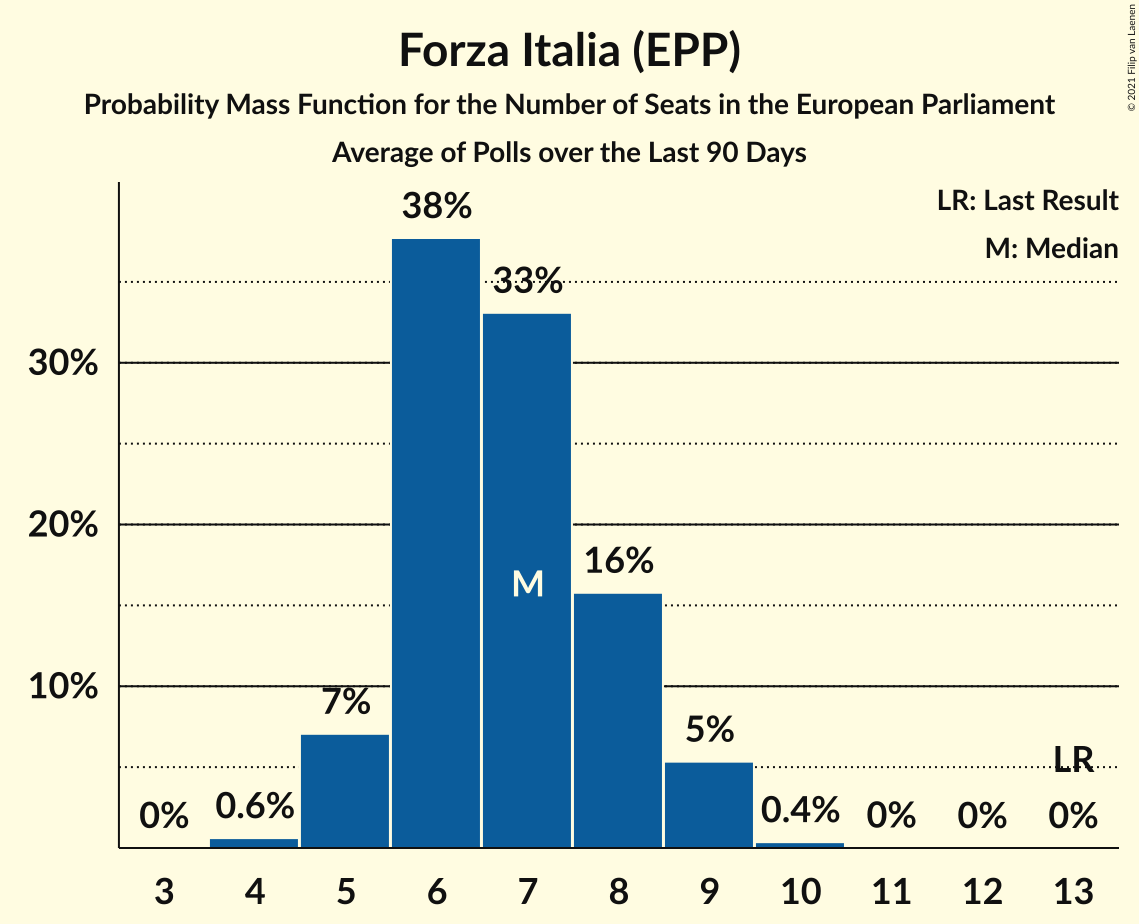 Forza Italia (EPP)
Probability Mass Function for the Number of Seats in the European Parliament
Average of Polls over the Last 90 Days
© 2021 Filip van Laenen
LR: Last Result
M: Median
38%
33%
30%
20%
16%
M
10%
7%
5%
LR
0%
0.6%
0.4%
0%
0%
0%
3 4 5 6 7 8 9 10 11 12 13